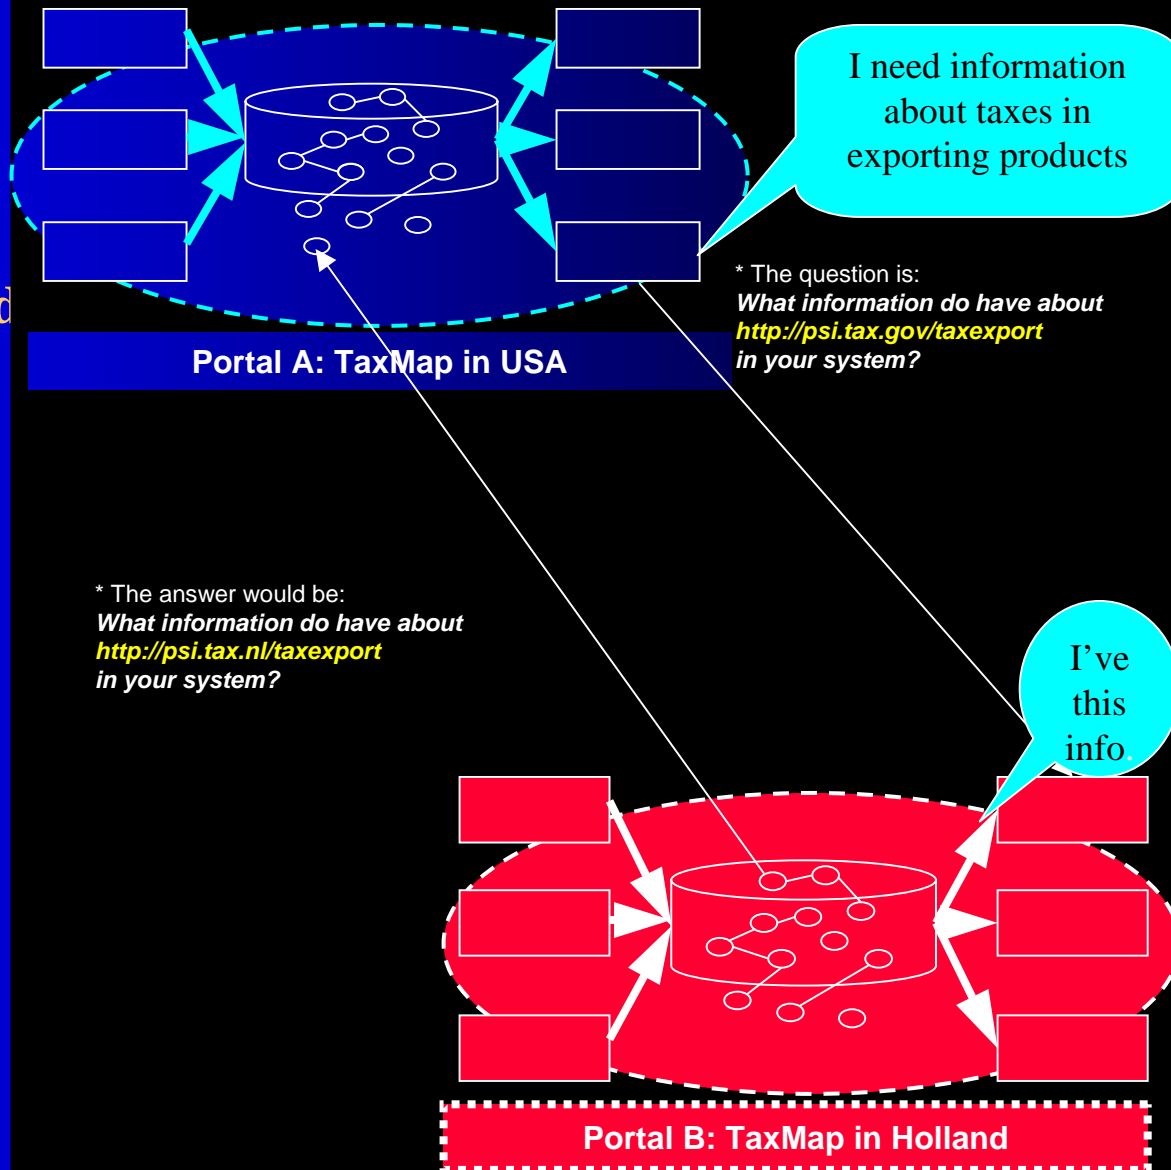 I need information
about taxes in
exporting products
* The question is:
What information do have about
http://psi.tax.gov/taxexport
in your system?
d
Portal A: TaxMap in USA
* The answer would be:
What information do have about
http://psi.tax.nl/taxexport
in your system?
I’ve
this
info.
Portal B: TaxMap in Holland